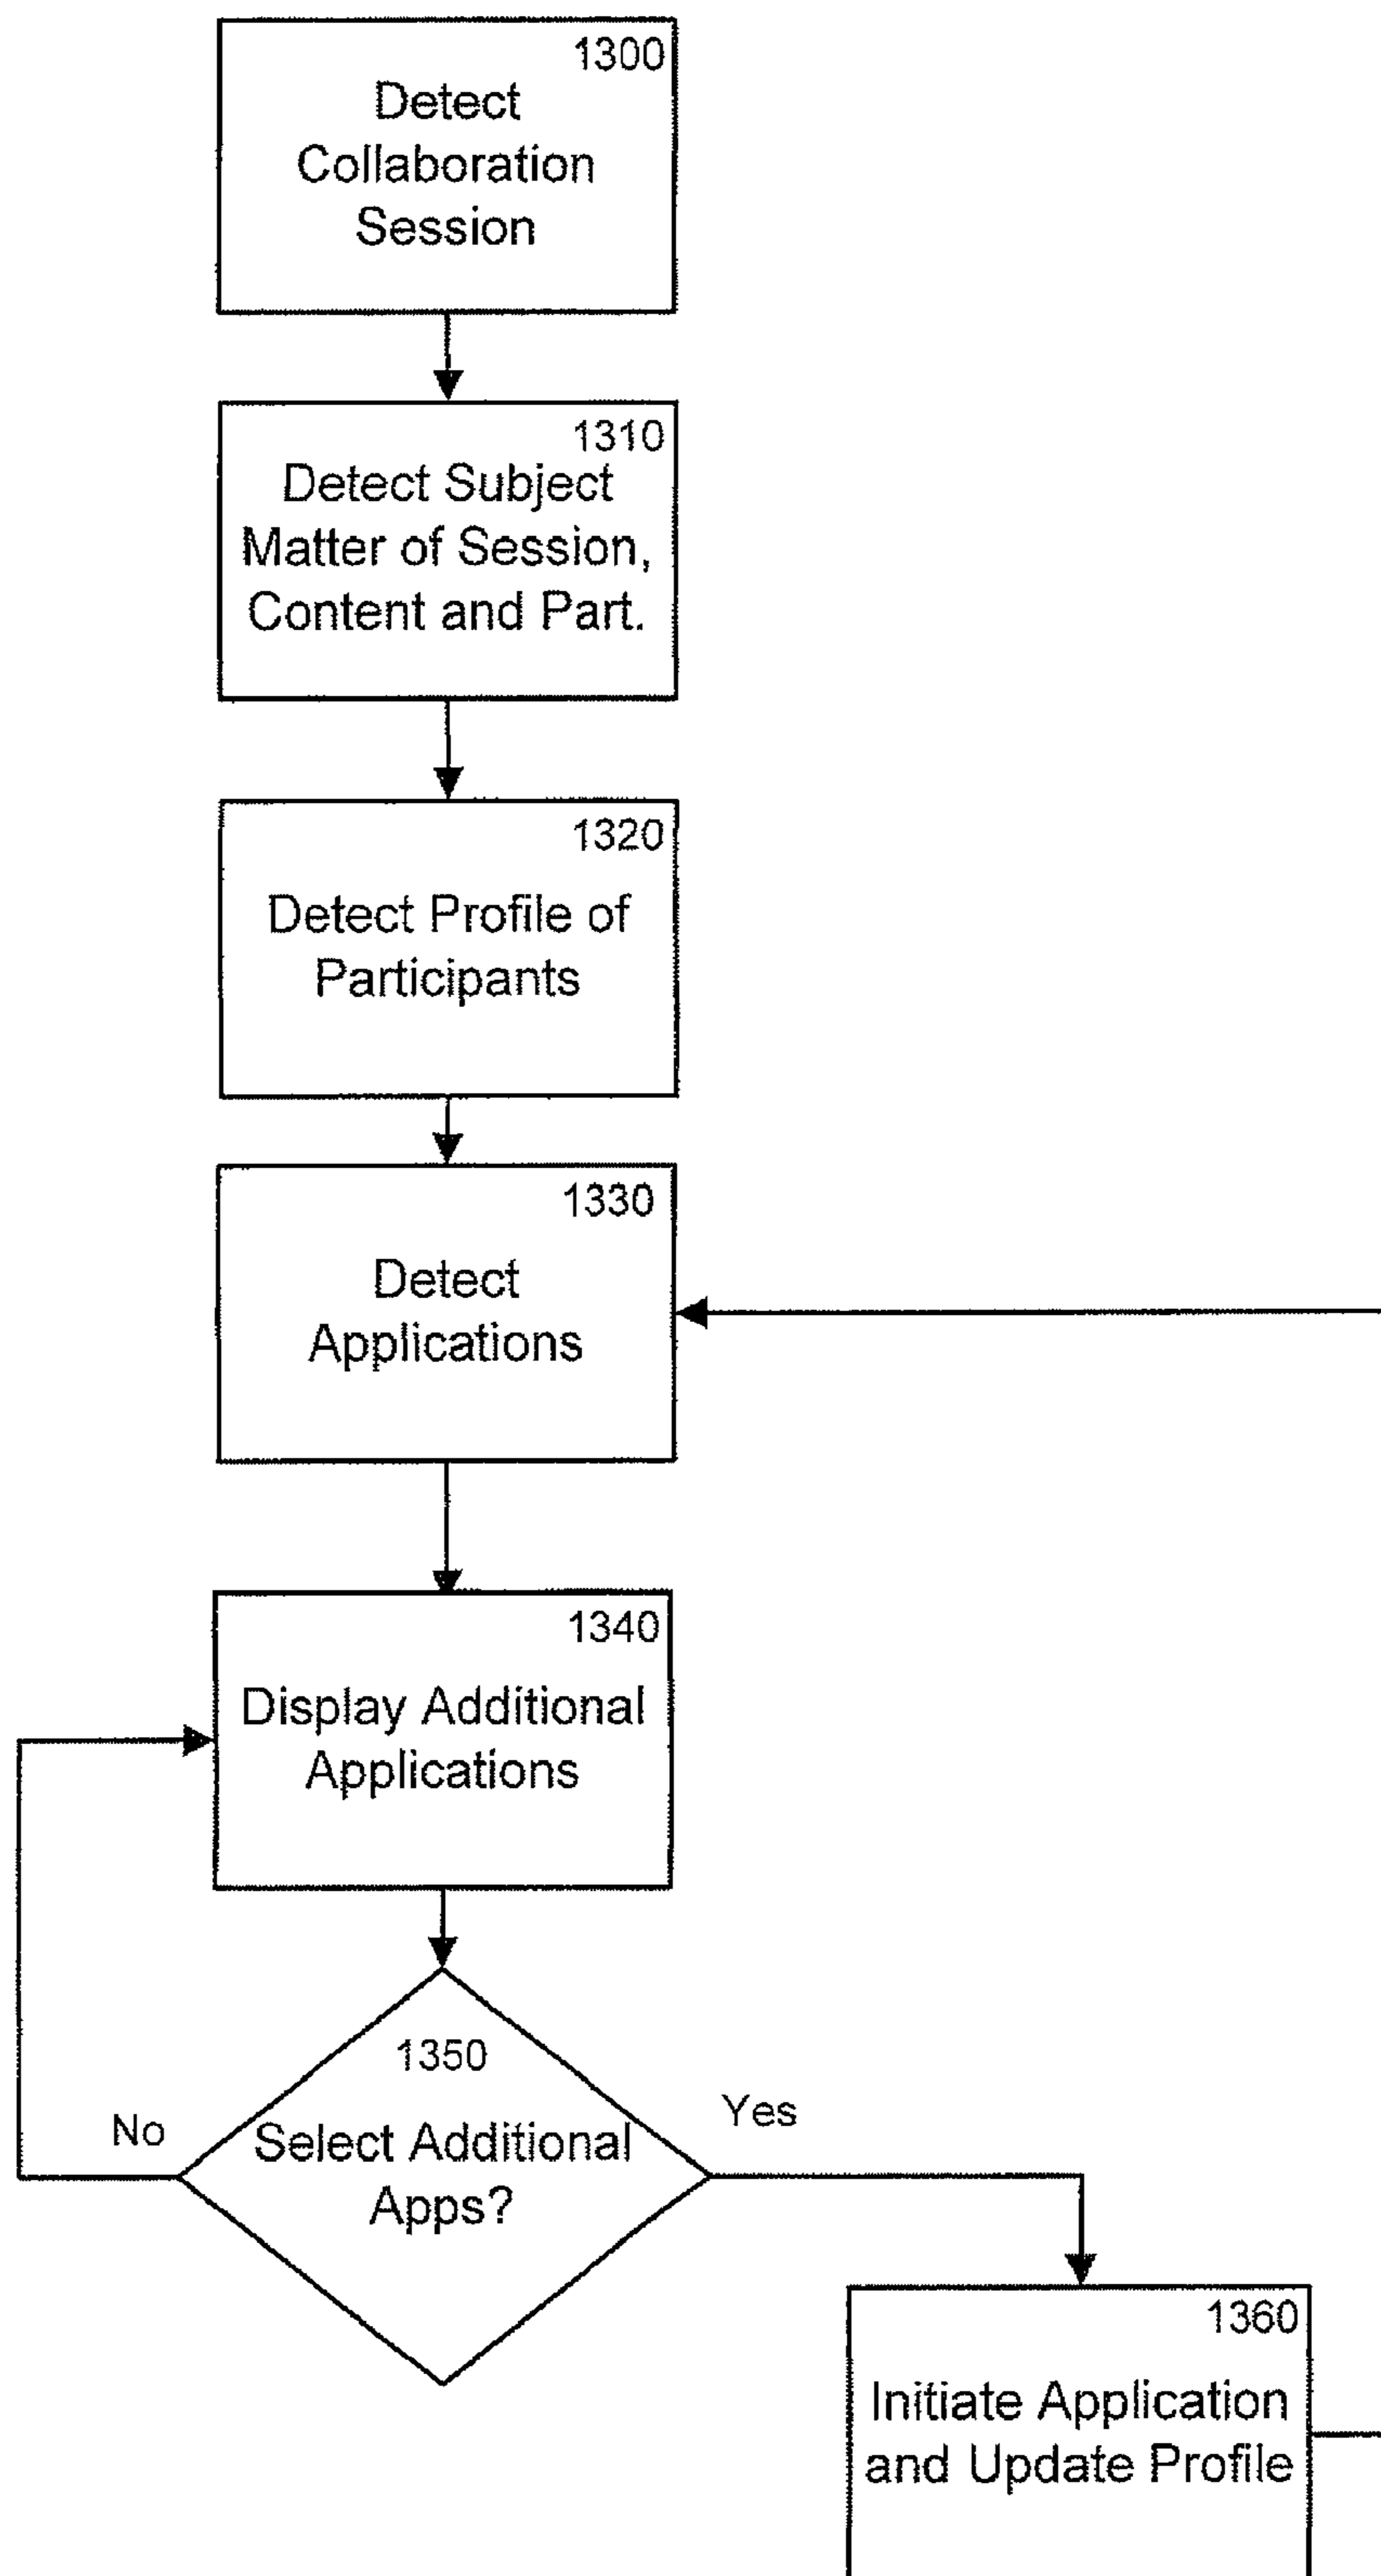 1300
Detect
Collaboration
Session
1310
Detect Subject
Matter of Session,
Content and Part.
1320
Detect Profile of
Participants
1330
Detect
Applications
1340
Display Additional
Applications
1350
Select Additional
Apps?
No
Yes
1360
Initiate Application
and Update Profile